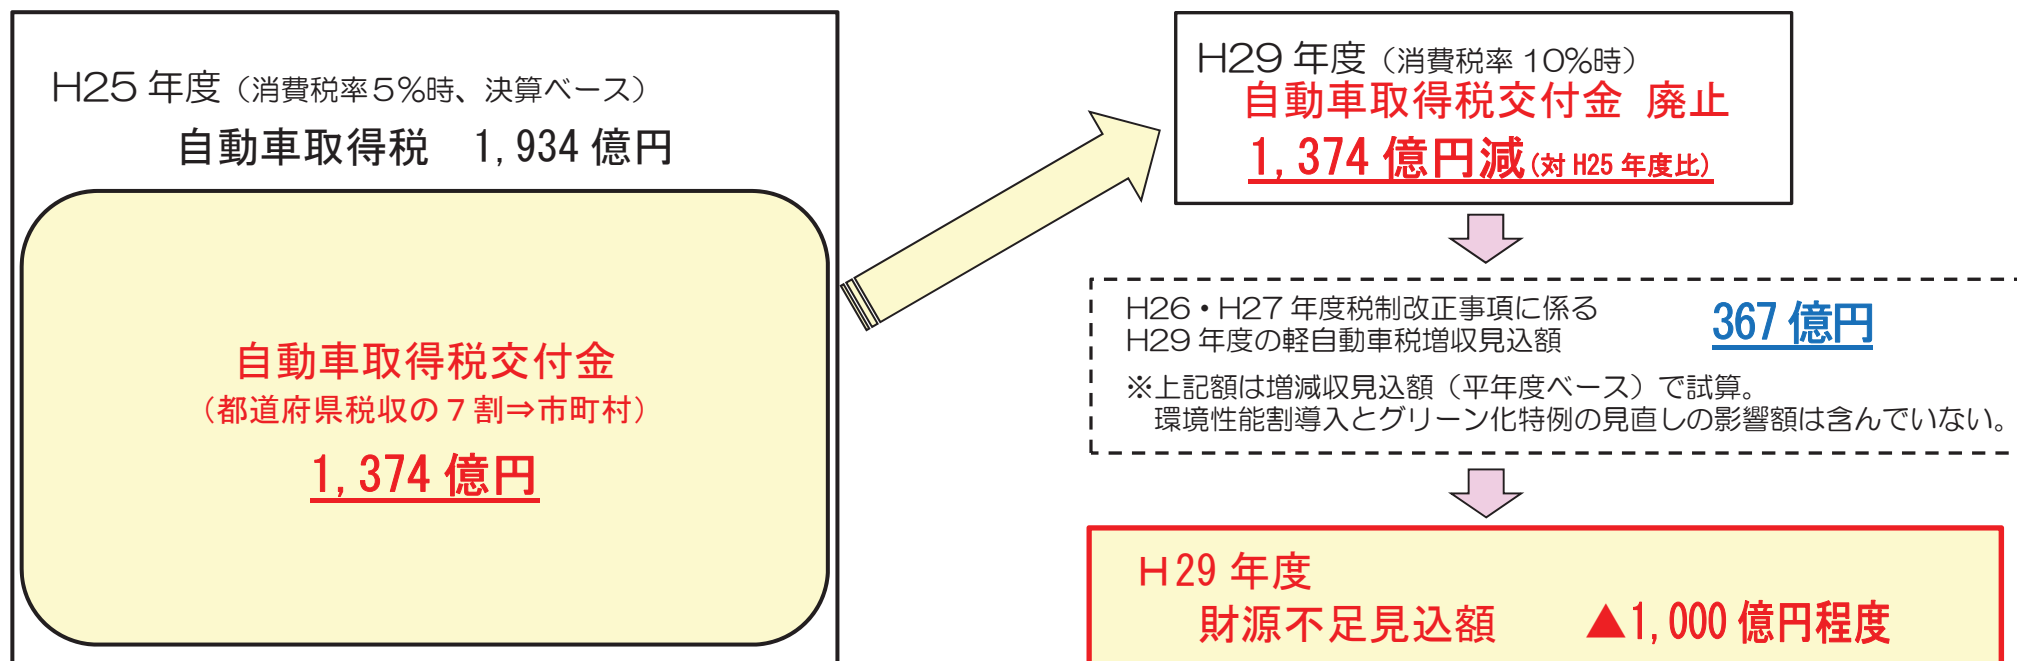 H25 年度（消費税率５%時、決算ベース）
自動車取得税　1,934 億円
自動車取得税交付金
（都道府県税収の７割⇒市町村）
1,374 億円
H29 年度（消費税率 10%時）
自動車取得税交付金 廃止
1,374 億円減(対 H25 年度比)
H26・H27 年度税制改正事項に係る
H29 年度の軽自動車税増収見込額
367 億円
※上記額は増減収見込額（平年度ベース）で試算。
環境性能割導入とグリーン化特例の見直しの影響額は含んでいない。
H29 年度
財源不足見込額　▲1,000 億円程度